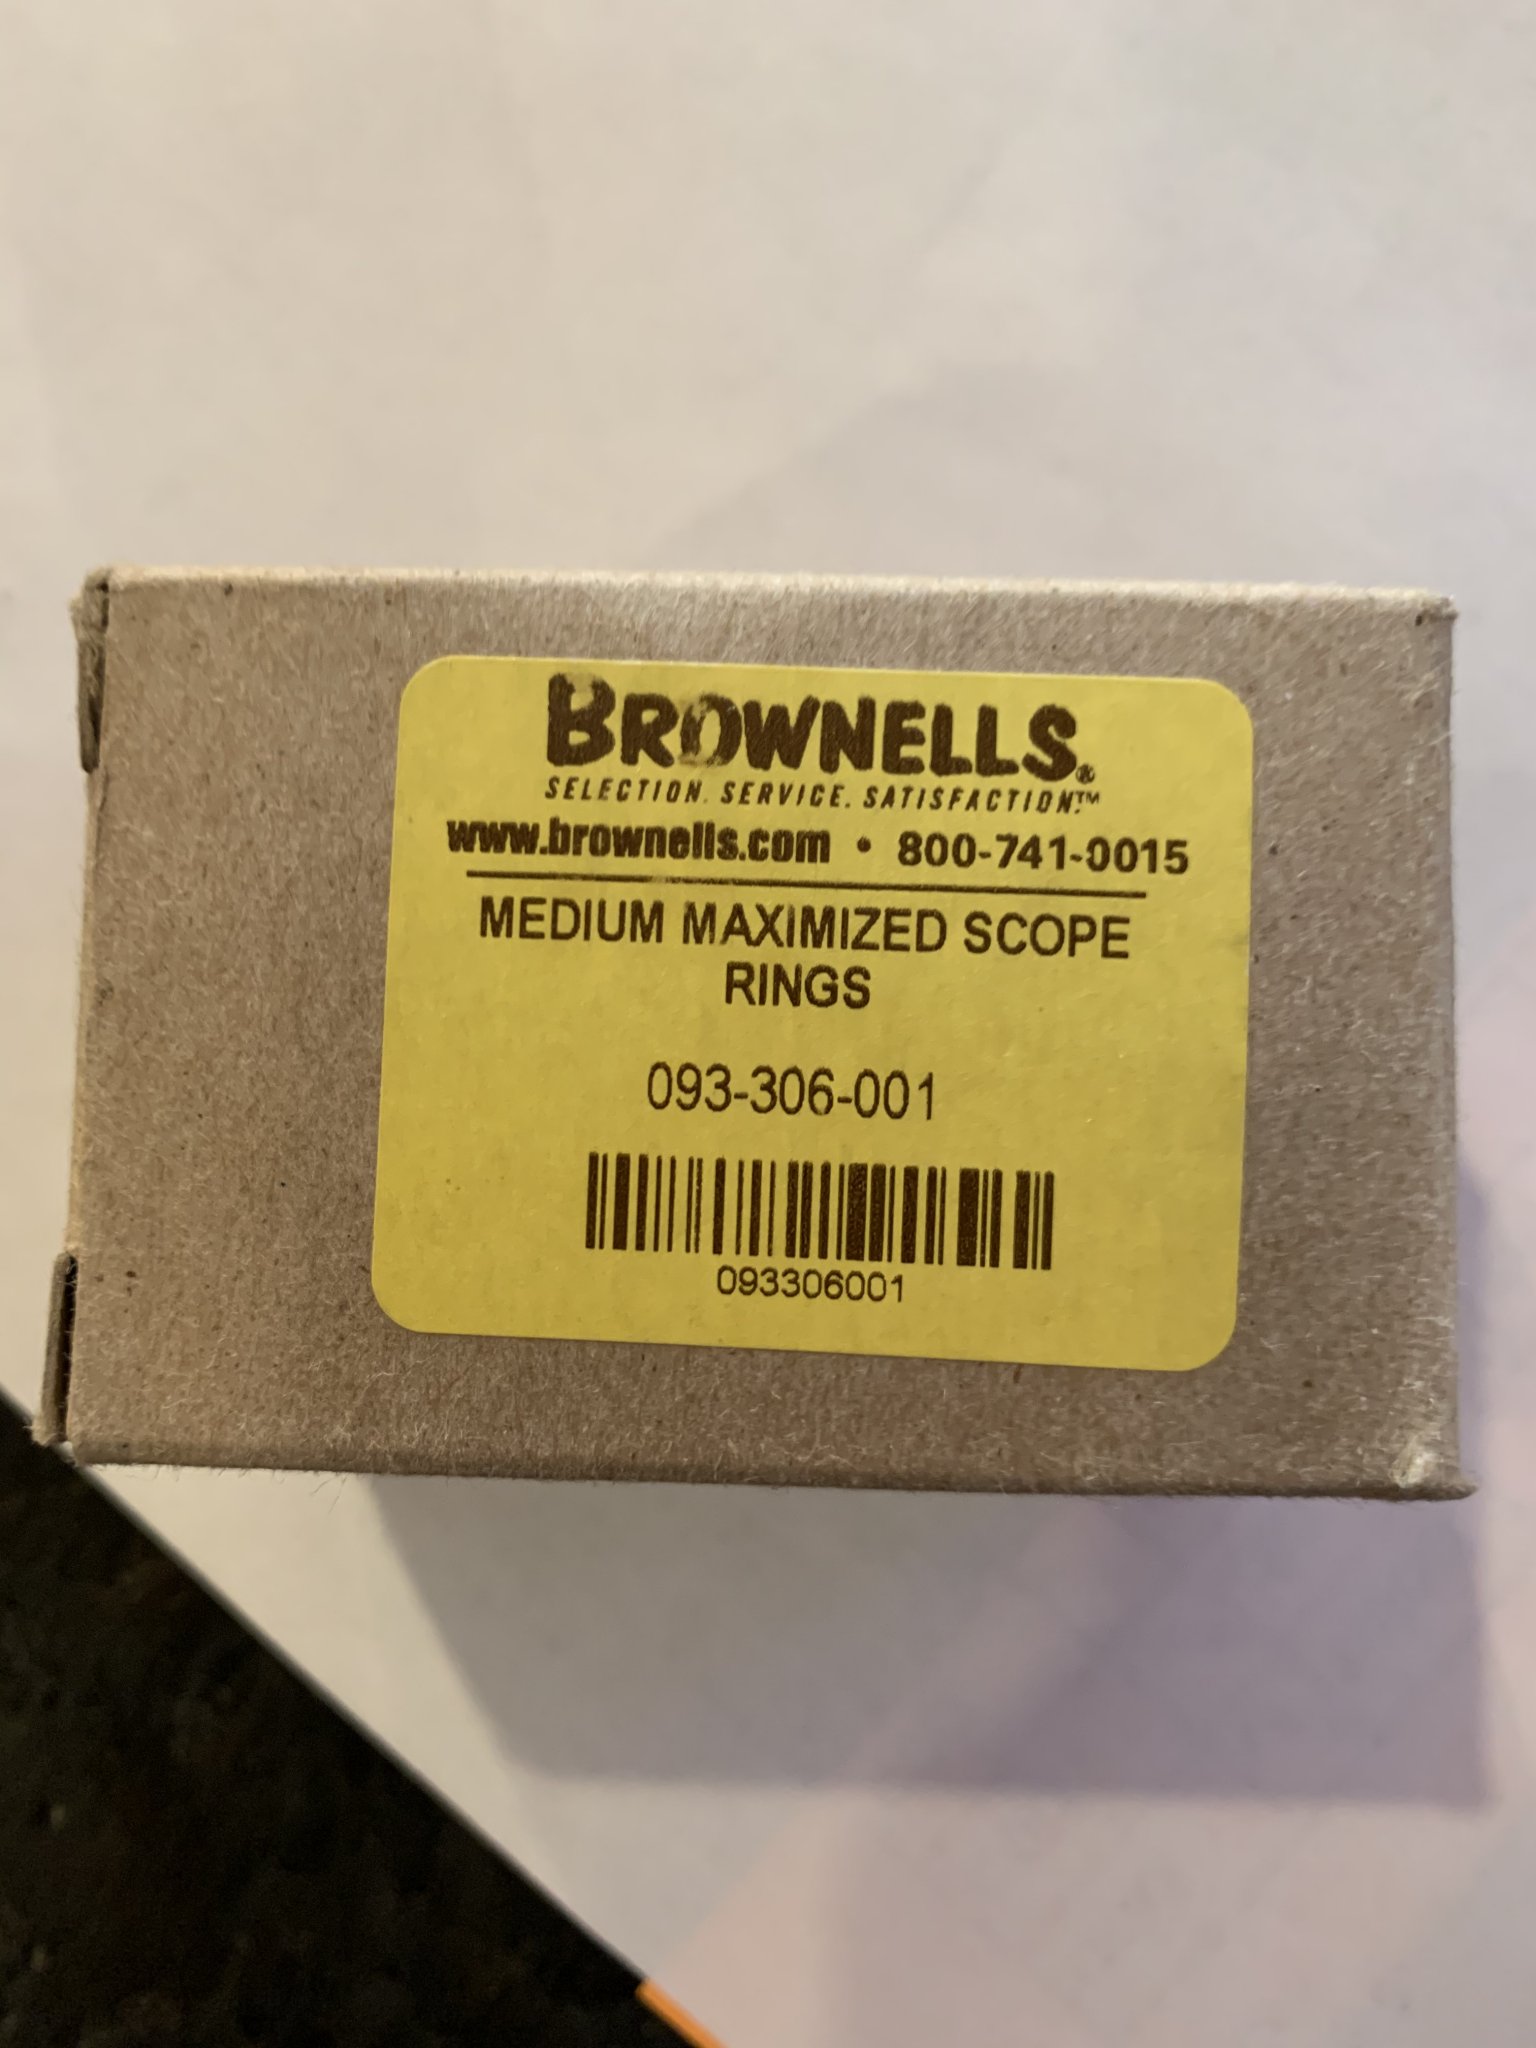 BROWNELLS®
SELECTION. SERVICE. SATISFACTION.™
www.brownells.com • 800-741-0015
MEDIUM MAXIMIZED SCOPE
RINGS
093-306-001
093306001